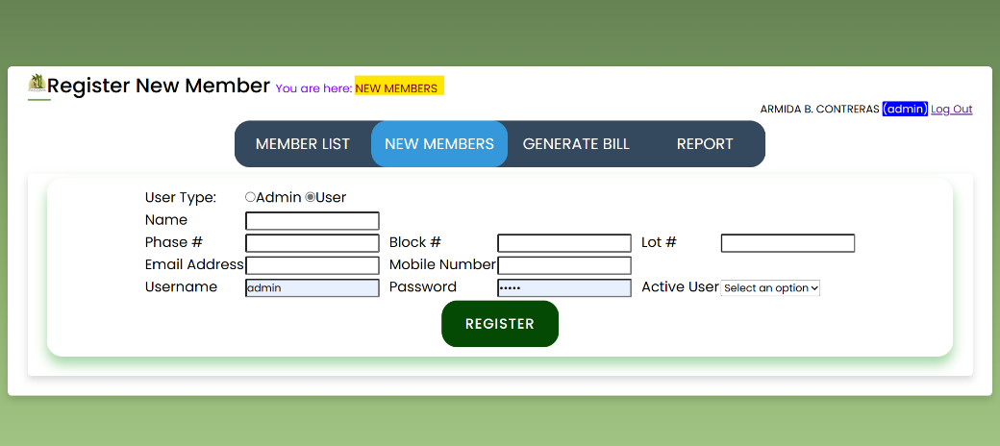 Register New Member You are here: NEW MEMBERS
ARMIDA B. CONTRERAS (admin) Log Out
MEMBER LIST NEW MEMBERS GENERATE BILL REPORT
User Type: Admin User
Name
Phase # Block # Lot #
Email Address Mobile Number
Username admin Password ••••• Active User Select an option
REGISTER